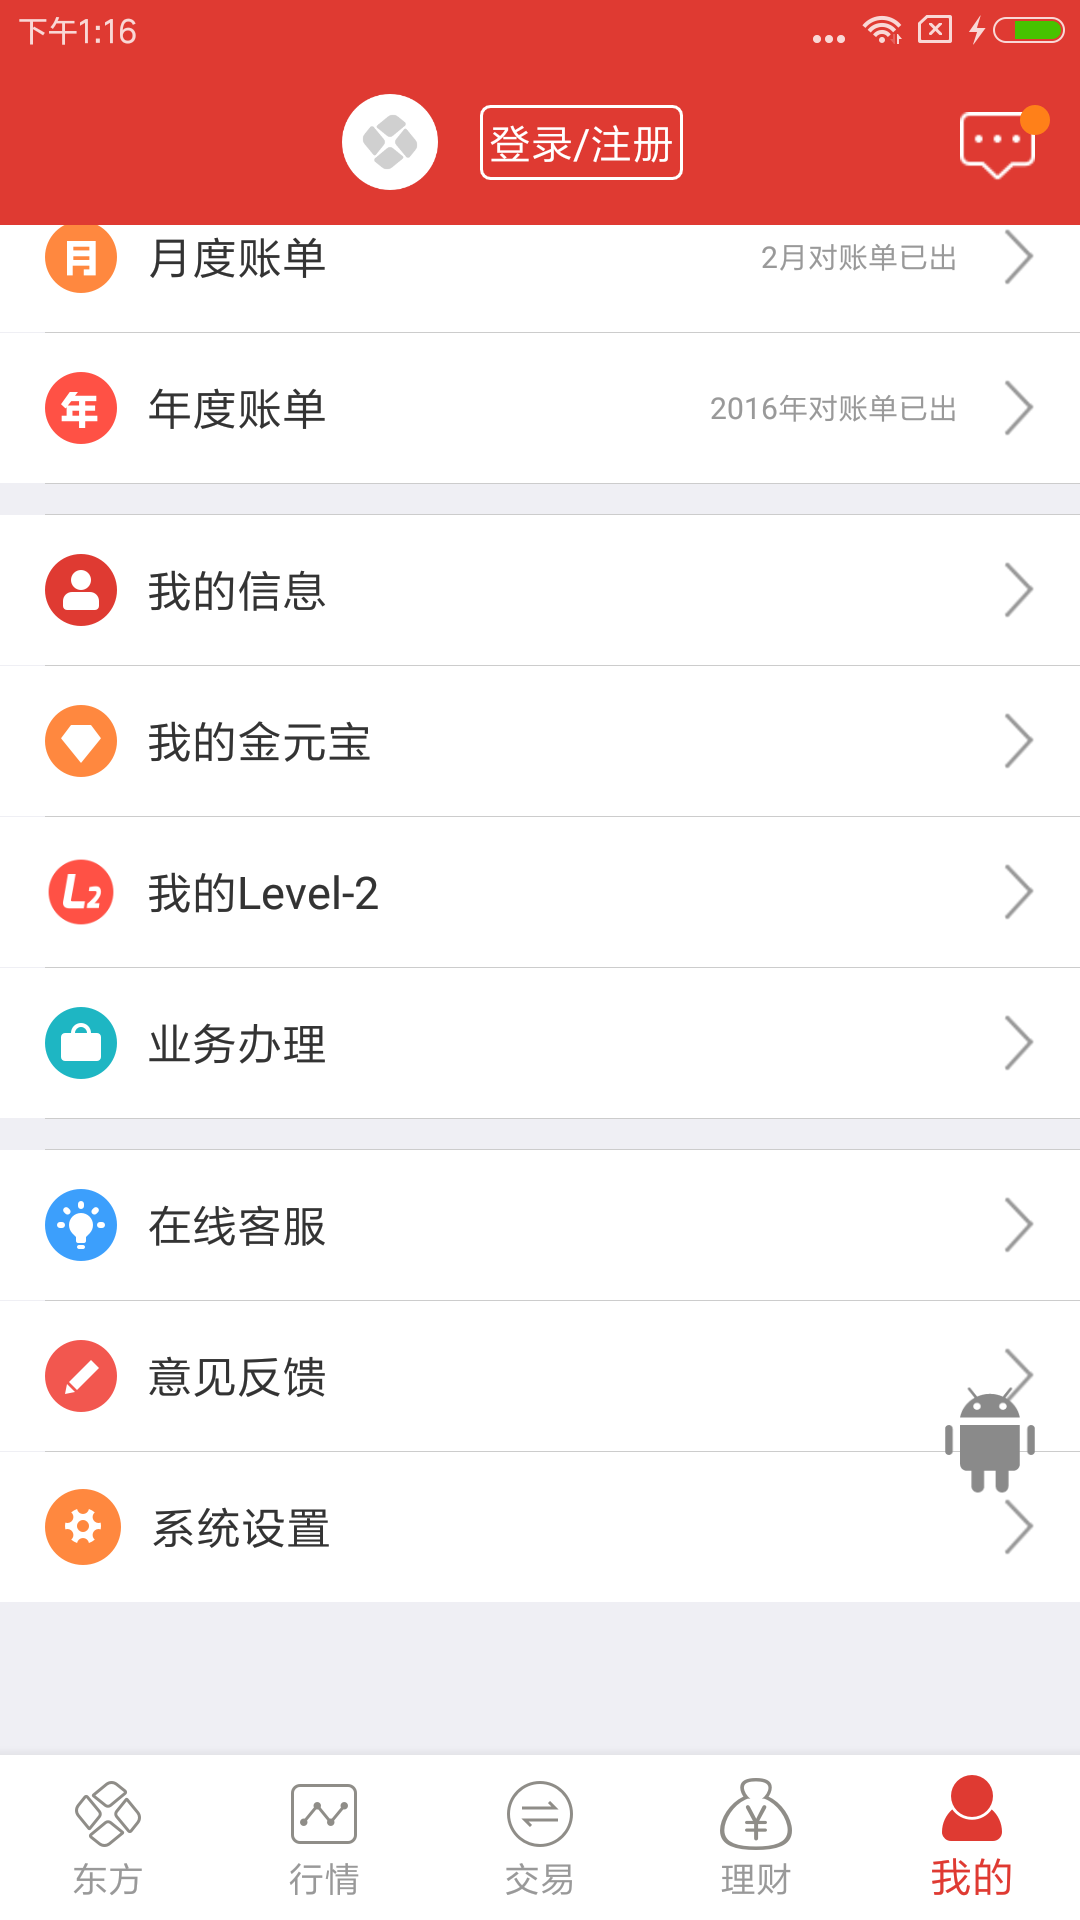 下午1:16
登录/注册
月 月度账单 2月对账单已出
年 年度账单 2016年对账单已出
我的信息
我的金元宝
L2 我的Level-2
业务办理
在线客服
意见反馈
系统设置
东方 行情 交易 理财 我的